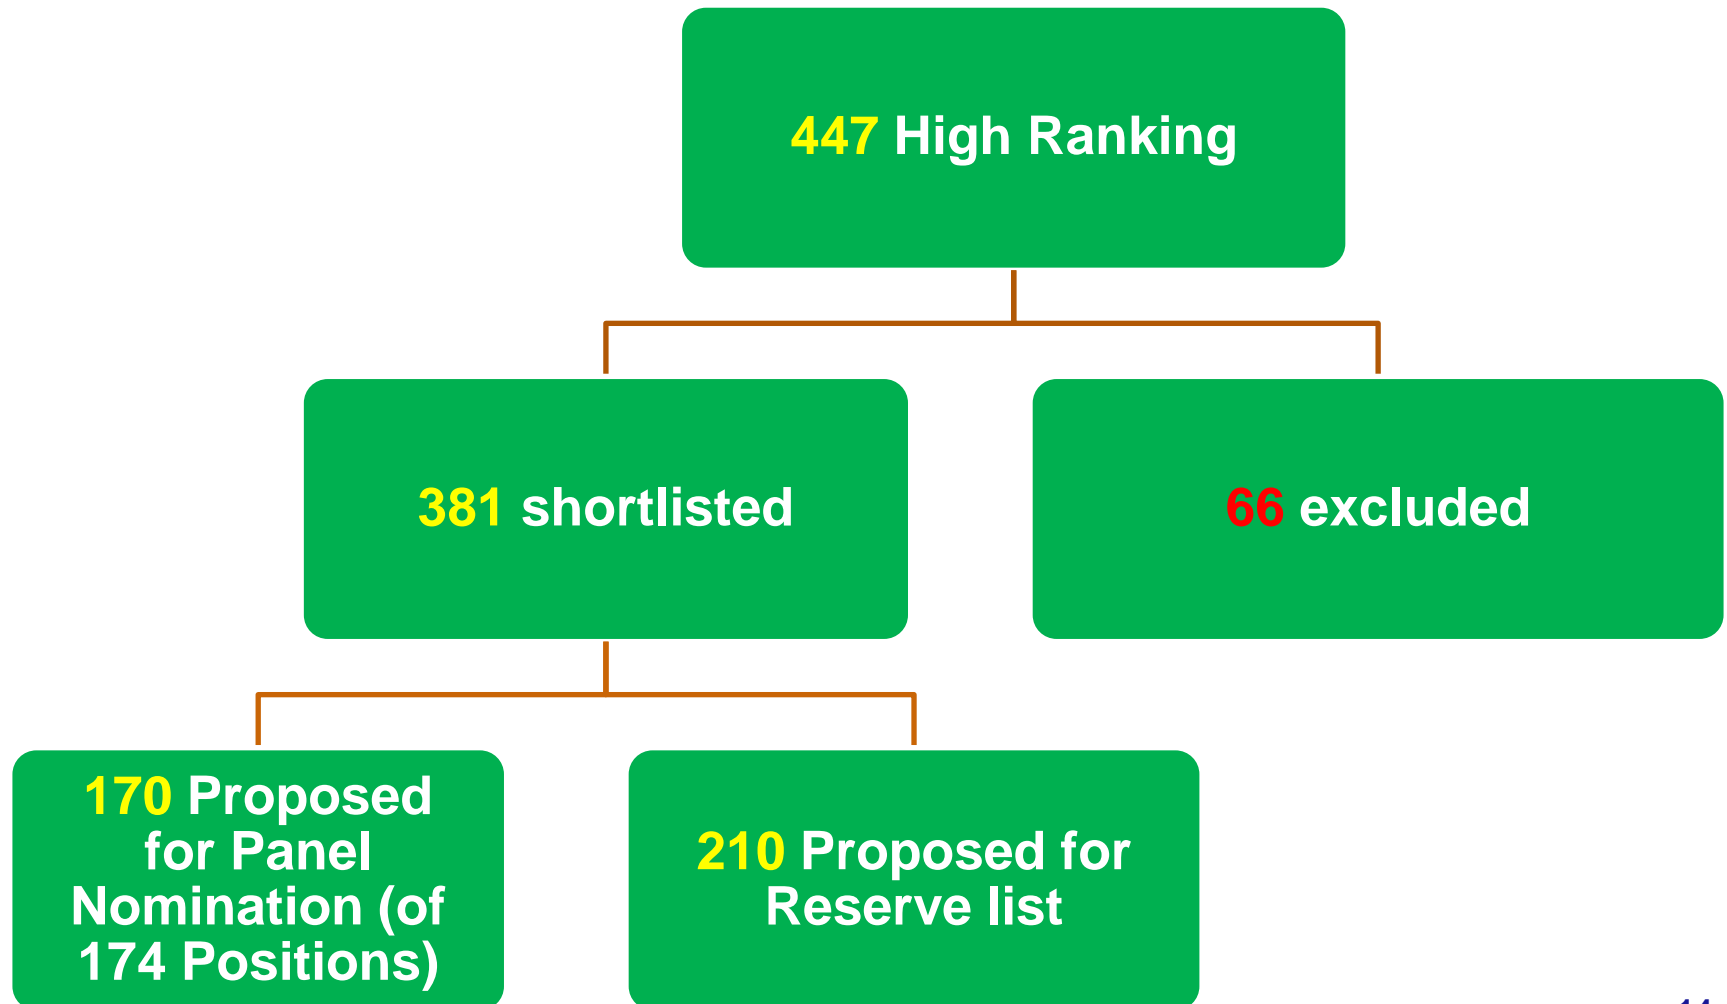 447 High Ranking
381 shortlisted
66 excluded
170 Proposed
for Panel
Nomination (of
174 Positions)
210 Proposed for
Reserve list